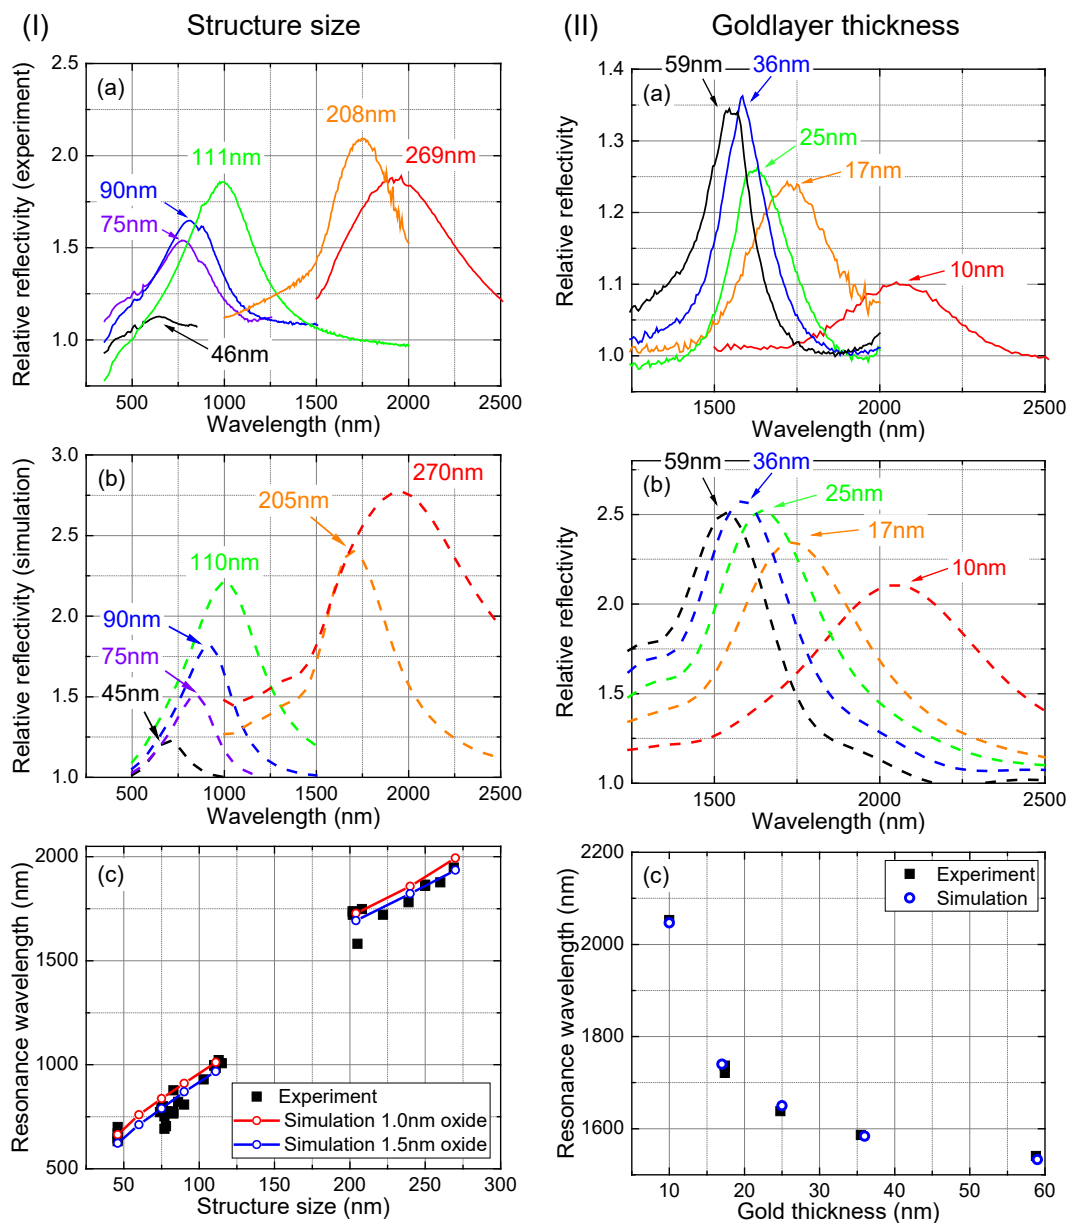 (I) Structure size
(a)
Relative reflectivity (experiment)
2.5
2.0
1.5
1.0
500 1000 1500 2000 2500
Wavelength (nm)
46nm
75nm
90nm
111nm
208nm
269nm
(b)
Relative reflectivity (simulation)
3.0
2.5
2.0
1.5
1.0
500 1000 1500 2000 2500
Wavelength (nm)
45nm
75nm
90nm
110nm
205nm
270nm
(c)
Resonance wavelength (nm)
2000
1500
1000
500
50 100 150 200 250 300
Structure size (nm)
Experiment
Simulation 1.0nm oxide
Simulation 1.5nm oxide
(II) Goldlayer thickness
(a)
Relative reflectivity
1.4
1.3
1.2
1.1
1.0
1500 2000 2500
Wavelength (nm)
59nm
36nm
25nm
17nm
10nm
(b)
Relative reflectivity
2.5
2.0
1.5
1.0
1500 2000 2500
Wavelength (nm)
59nm
36nm
25nm
17nm
10nm
(c)
Resonance wavelength (nm)
2200
2000
1800
1600
10 20 30 40 50 60
Gold thickness (nm)
Experiment
Simulation